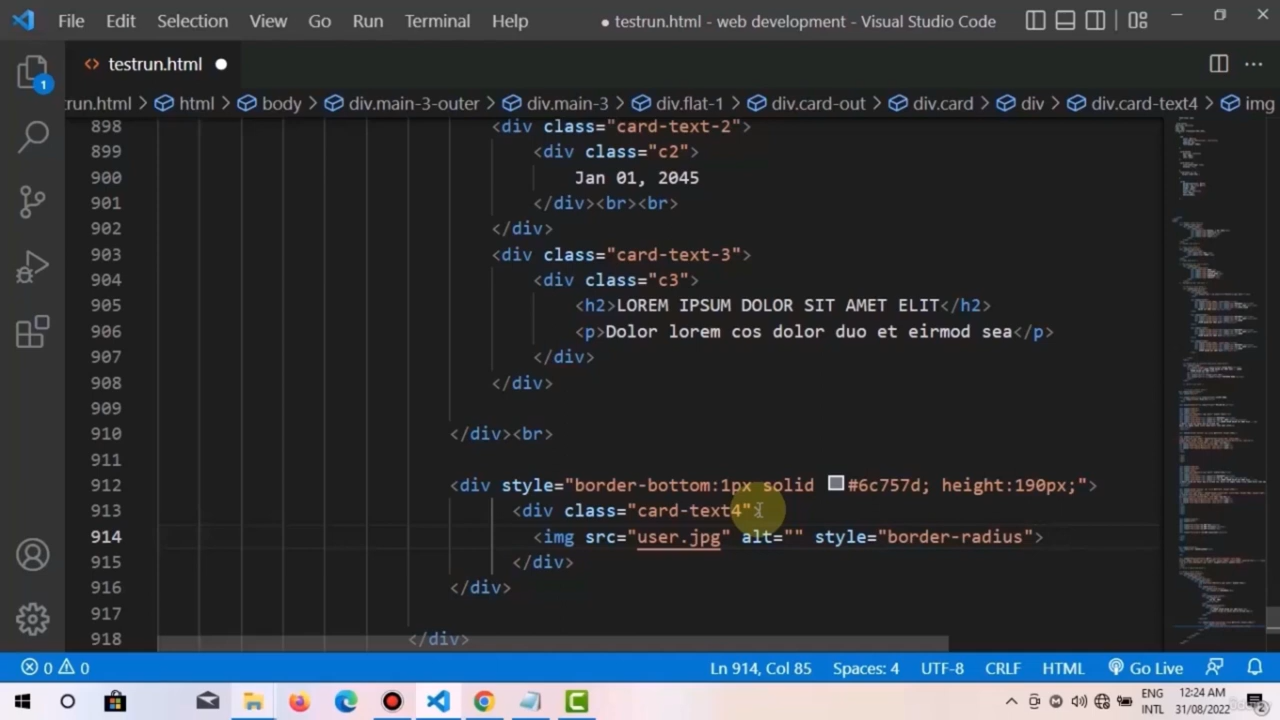 File Edit Selection View Go Run Terminal Help ● testrun.html - web development - Visual Studio Code
<> testrun.html ●
1
run.html > html > body > div.main-3-outer > div.main-3 > div.flat-1 > div.card-out > div.card > div > div.card-text4 > img
898 <div class="card-text-2">
899 <div class="c2">
900 Jan 01, 2045
901 </div><br><br>
902 </div>
903 <div class="card-text-3">
904 <div class="c3">
905 <h2>LOREM IPSUM DOLOR SIT AMET ELIT</h2>
906 <p>Dolor lorem cos dolor duo et eirmod sea</p>
907 </div>
908 </div>
909
910 </div><br>
911
912 <div style="border-bottom:1px solid #6c757d; height:190px;">
913 <div class="card-text4">
914 <img src="user.jpg" alt="" style="border-radius">
915 </div>
916 </div>
917
918 </div>
0 0 Ln 914, Col 85 Spaces: 4 UTF-8 CRLF HTML Go Live
ENG 12:24 AM
INTL 31/08/2022
2